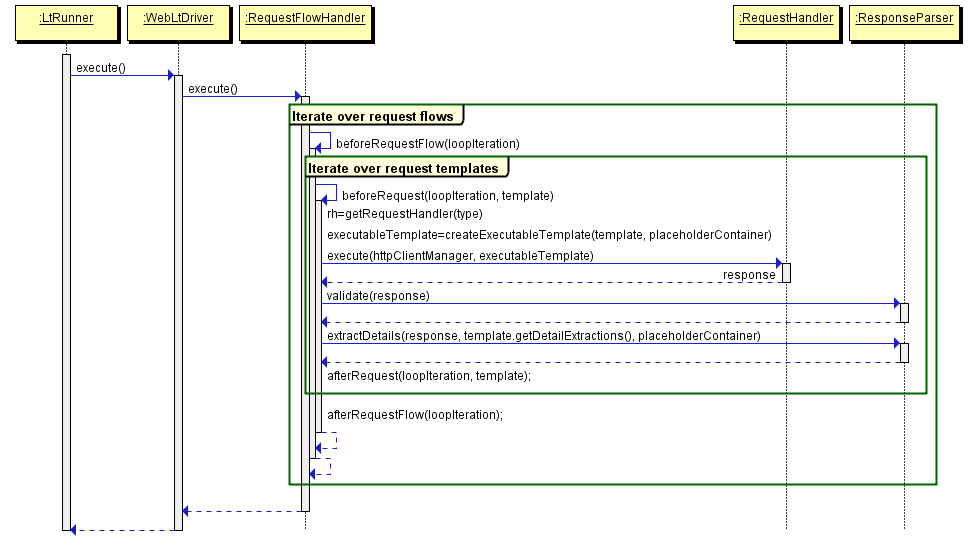 :LtRunner
:WebLtDriver
:RequestFlowHandler
:RequestHandler
:ResponseParser
execute()
execute()
Iterate over request flows
beforeRequestFlow(loopIteration)
Iterate over request templates
beforeRequest(loopIteration, template)
rh=getRequestHandler(type)
executableTemplate=createExecutableTemplate(template, placeholderContainer)
execute(httpClientManager, executableTemplate)
response
validate(response)
extractDetails(response, template.getDetailExtractions(), placeholderContainer)
afterRequest(loopIteration, template);
afterRequestFlow(loopIteration);